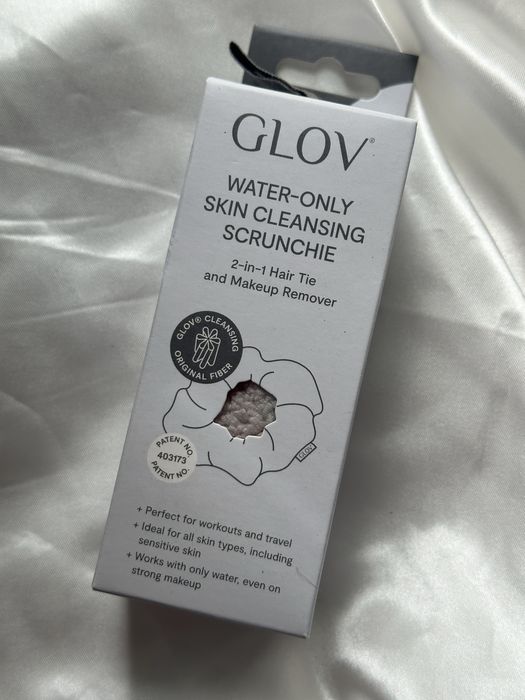 GLOV®
WATER-ONLY
SKIN CLEANSING
SCRUNCHIE
2-in-1 Hair Tie
and Makeup Remover
GLOV® CLEANSING
ORIGINAL FIBER
PATENT NO.
403173
PATENT NO.
GLOV
+ Perfect for workouts and travel
+ Ideal for all skin types, including
sensitive skin
+ Works with only water, even on
strong makeup